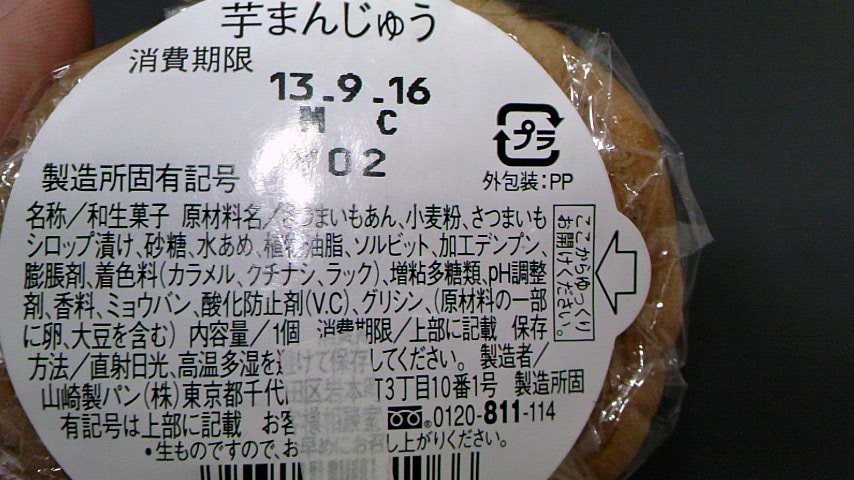 芋まんじゅう
消費期限
13.9.16
M C
02
プラ
外包装:PP
製造所固有記号
名称/和生菓子 原材料名/さつまいもあん、小麦粉、さつまいも
シロップ漬け、砂糖、水あめ、植物油脂、ソルビット、加工デンプン、
膨脹剤、着色料(カラメル、クチナシ、ラック)、増粘多糖類、pH調整
剤、香料、ミョウバン、酸化防止剤(V.C)、グリシン、(原材料の一部
に卵、大豆を含む) 内容量/1個 消費期限/上部に記載 保存
方法/直射日光、高温多湿を避けて保存してください。 製造者/
山崎製パン(株)東京都千代田区岩本町3丁目10番1号 製造所固
有記号は上部に記載 お客様相談室 0120-811-114
・生ものですので、お早めにお召し上がりください。
ここからゆっくり
お開けください。